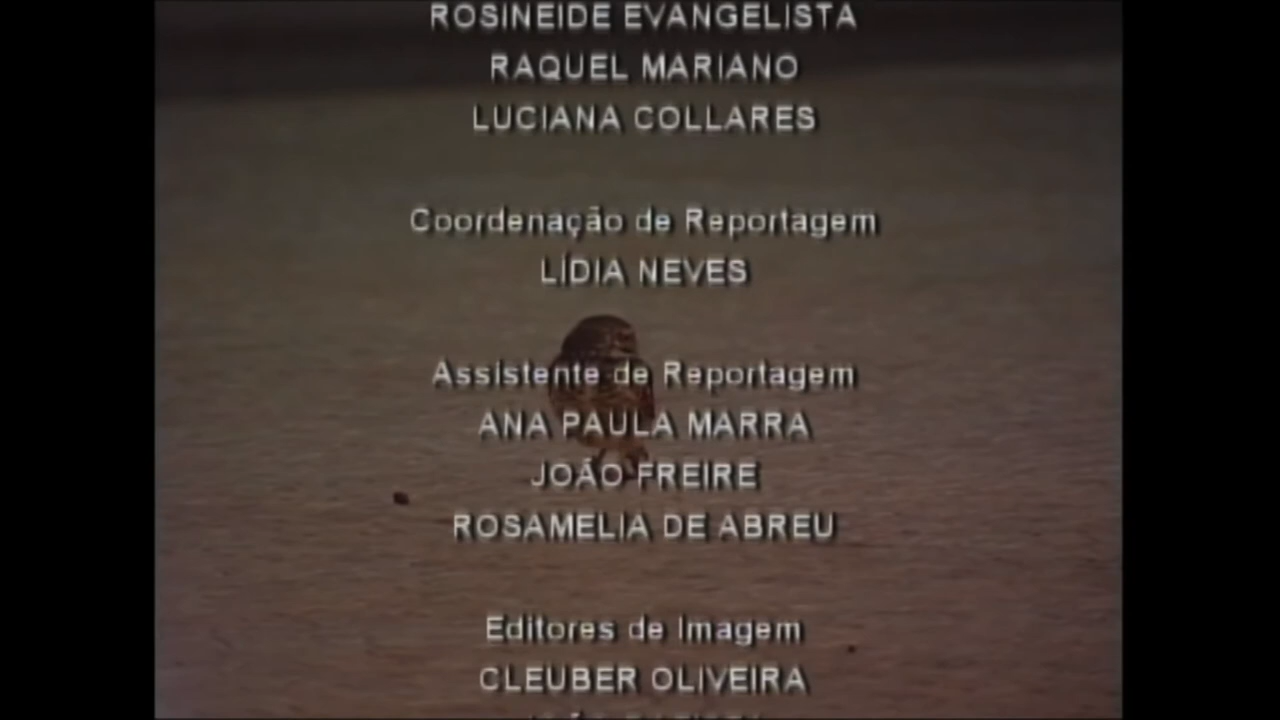 ROSINEIDE EVANGELISTA
RAQUEL MARIANO
LUCIANA COLLARES
Coordenação de Reportagem
LÍDIA NEVES
Assistente de Reportagem
ANA PAULA MARRA
JOÃO FREIRE
ROSAMELIA DE ABREU
Editores de Imagem
CLEUBER OLIVEIRA